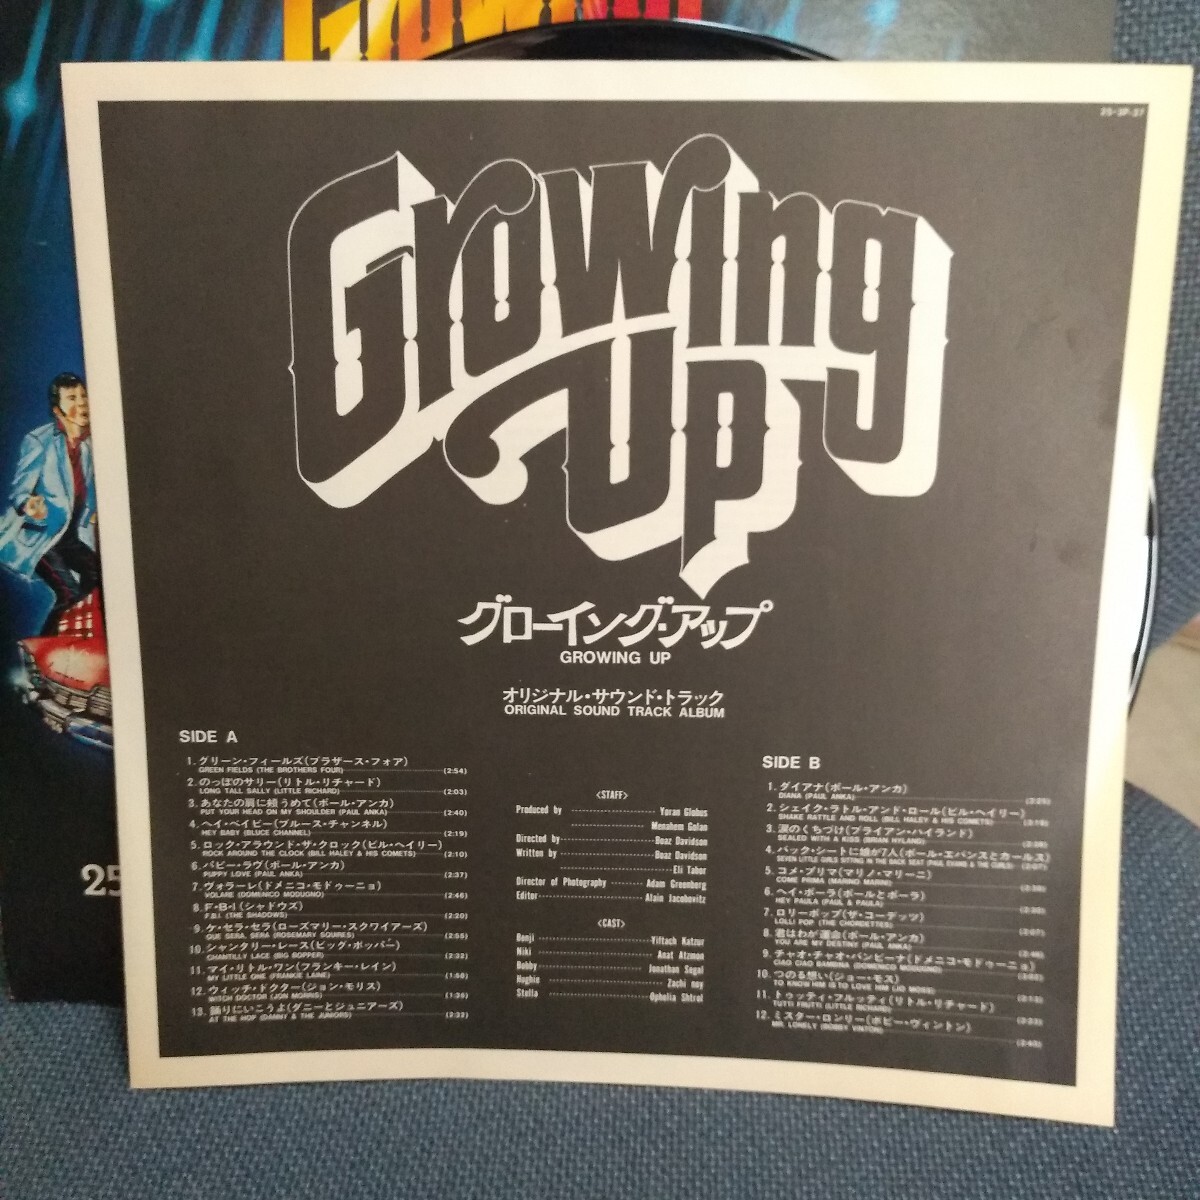 GROWING
25-3P-37
Growing
Up
グローイング・アップ
GROWING UP
オリジナル・サウンド・トラック
ORIGINAL SOUND TRACK ALBUM
SIDE A
1. グリーン・フィールズ(ブラザース・フォア)
GREEN FIELDS (THE BROTHERS FOUR) (2:54)
2. のっぽのサリー(リトル・リチャード)
LONG TALL SALLY (LITTLE RICHARD) (2:03)
3. あなたの肩に頬うめて(ポール・アンカ)
PUT YOUR HEAD ON MY SHOULDER (PAUL ANKA) (2:40)
4. ヘイ・ベイビー(ブルース・チャンネル)
HEY BABY (BLUCE CHANNEL) (2:19)
5. ロック・アラウンド・ザ・クロック(ビル・ヘイリー)
ROCK AROUND THE CLOCK (BILL HALEY & HIS COMETS) (2:10)
6. パピー・ラヴ(ポール・アンカ)
PUPPY LOVE (PAUL ANKA) (2:37)
7. ヴォラーレ(ドメニコ・モドゥーニョ)
VOLARE (DOMENICO MODUGNO) (2:46)
8. F・B・I(シャドウズ)
F.B.I. (THE SHADOWS) (2:20)
9. ケ・セラ・セラ(ローズマリー・スクワイアーズ)
QUE SERA, SERA (ROSEMARY SQUIRES) (2:55)
10. シャンタリー・レース(ビッグ・ボッパー)
CHANTILLY LACE (BIG BOPPER) (2:32)
11. マイ・リトル・ワン(フランキー・レイン)
MY LITTLE ONE (FRANKIE LAINE) (1:58)
12. ウィッチ・ドクター(ジョン・モリス)
WITCH DOCTOR (JON MORRIS) (1:36)
13. 踊りにいこうよ(ダニーとジュニアーズ)
AT THE HOP (DANNY & THE JUMORS) (2:32)
<STAFF>
Produced by Yoran Globus
Menahem Golan
Directed by Boaz Davidson
Written by Boaz Davidson
Eli Tabor
Director of Photography Adam Greenberg
Editor Alain Jacobovitz
<CAST>
Benji Yiftach Katzur
Niki Anat Atzmon
Bobby Jonathan Segal
Hughie Zachi noy
Stella Ophelia Shtrol
SIDE B
1. ダイアナ(ポール・アンカ)
DIANA (PAUL ANKA)
2. シェイク・ラトル・アンド・ロール(ビル・ヘイリー)
SHAKE RATTLE AND ROLL (BILL HALEY & HIS COMETS)
3. 涙のくちづけ(ブライアン・ハイランド)
SEALED WITH A KISS (BRIAN HYLAND)
4. バック・シートに娘が7人(ポール・エバンスとカールス)
SEVEN LITTLE GIRLS SITTING IN THE BACK SEAT (PAUL EVANS & THE CURLS)
5. コメ・プリマ(マリノ・マリーニ)
COME PRIMA (MARINO MARINI)
6. ヘイ・ポーラ(ポールとポーラ)
HEY PAULA (PAUL & PAULA)
7. ロリーポップ(ザ・コーデッツ)
LOLLI POP (THE CHORDETTES)
8. 君はわが運命(ポール・アンカ)
YOU ARE MY DESTINY (PAUL ANKA)
9. チャオ・チャオ・バンビーナ(ドメニコ・モドゥーニョ)
CIAO CIAO BAMBINA (DOMENICO MODUGNO)
10. つのる想い(ジョー・モス)
TO KNOW HIM IS TO LOVE HIM (JO MOSS)
11. トゥッティ・フルッティ(リトル・リチャード)
TUTTI FRUTTI (LITTLE RICHARD)
12. ミスター・ロンリー(ボビー・ヴィントン)
MR. LONELY (BOBBY VINTON)
25